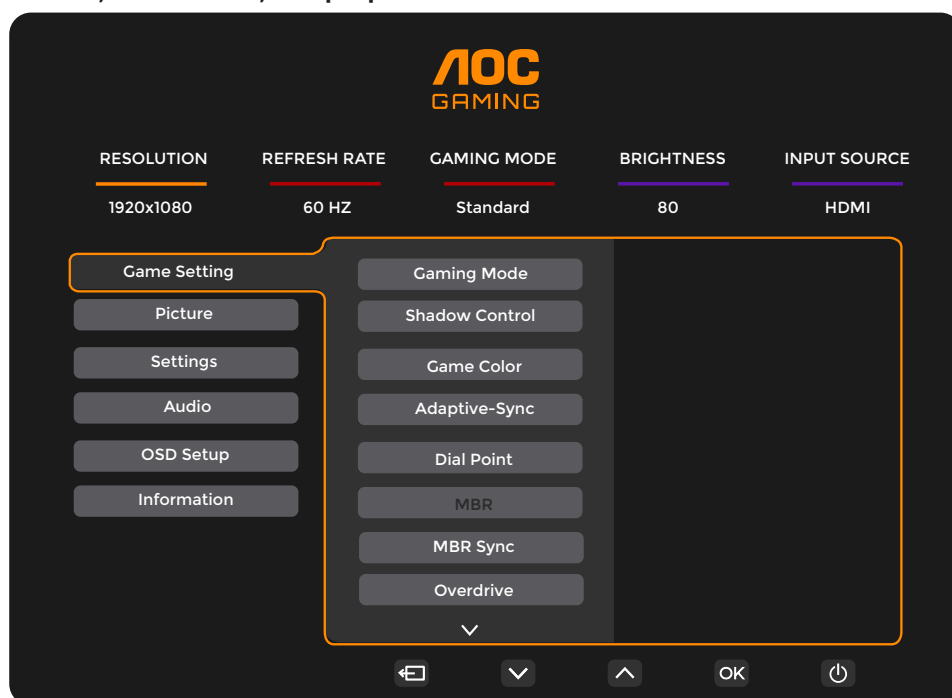 AOC
GAMING
RESOLUTION REFRESH RATE GAMING MODE BRIGHTNESS INPUT SOURCE
1920x1080 60 HZ Standard 80 HDMI
Game Setting
Picture
Settings
Audio
OSD Setup
Information
Gaming Mode
Shadow Control
Game Color
Adaptive-Sync
Dial Point
MBR
MBR Sync
Overdrive
OK